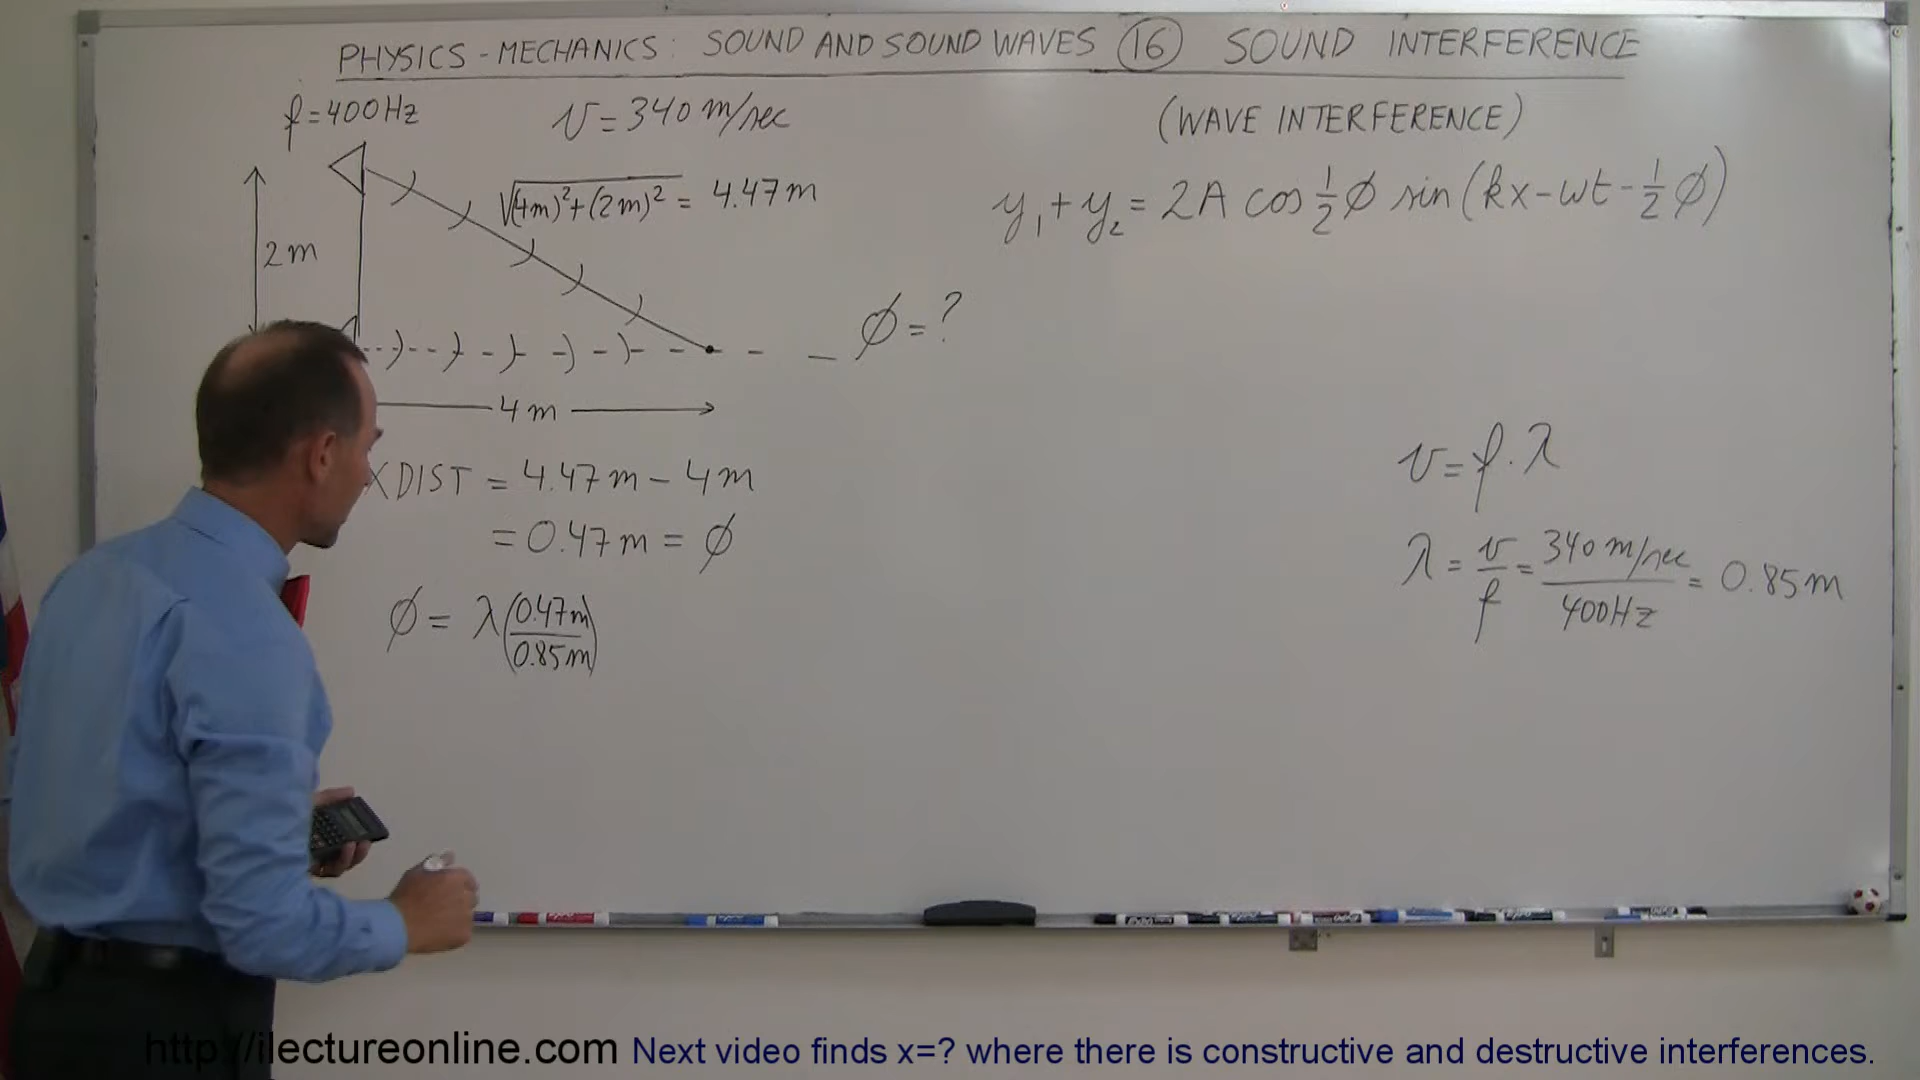 PHYSICS - MECHANICS: SOUND AND SOUND WAVES (16) SOUND INTERFERENCE
f = 400 Hz
v = 340 m/sec
(WAVE INTERFERENCE)
√(4m)²+(2m)² = 4.47 m
y₁ + y₂ = 2A cos ½ φ sin (kx - wt - ½ φ)
2 m
φ = ?
4 m
X DIST = 4.47 m - 4 m
= 0.47 m = φ
φ = λ (0.47 m / 0.85 m)
v = f · λ
λ = v/f = 340 m/sec / 400 Hz = 0.85 m
http://ilectureonline.com Next video finds x=? where there is constructive and destructive interferences.